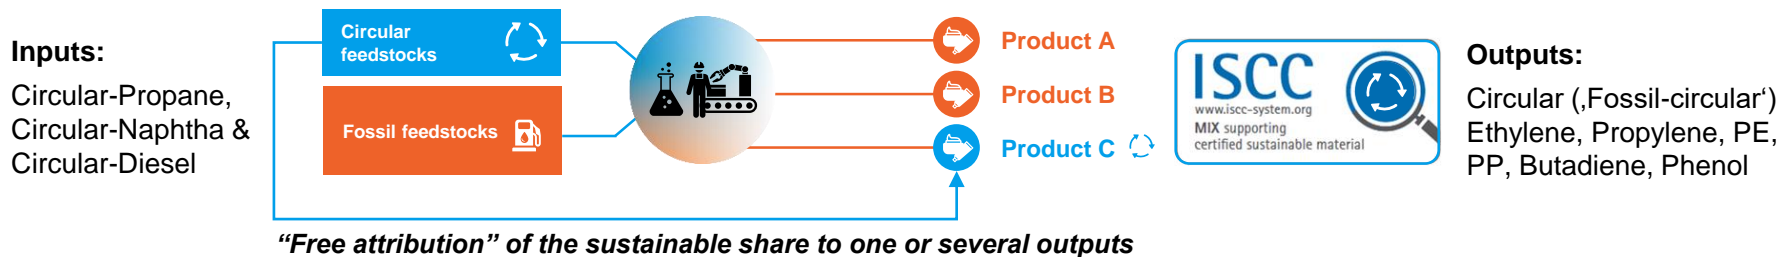 Inputs:
Circular-Propane,
Circular-Naphtha &
Circular-Diesel
Circular
feedstocks
Fossil feedstocks
Product A
Product B
Product C
ISCC
www.iscc-system.org
MIX supporting
certified sustainable material
Outputs:
Circular (‚Fossil-circular‘)
Ethylene, Propylene, PE,
PP, Butadiene, Phenol
“Free attribution” of the sustainable share to one or several outputs